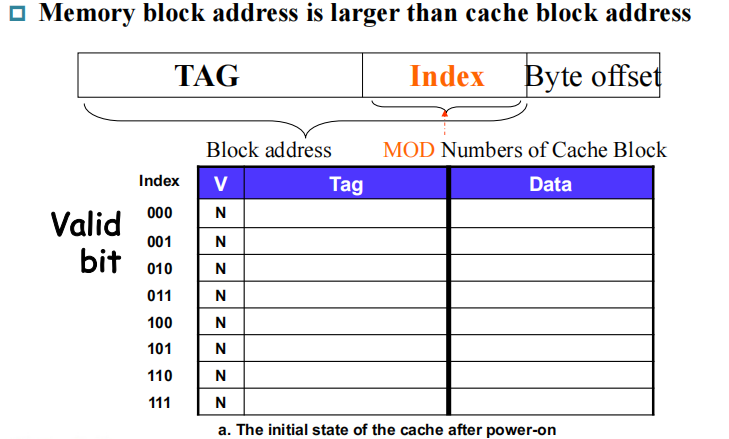 Memory block address is larger than cache block address
TAG Index Byte offset
Block address MOD Numbers of Cache Block
Index V Tag Data
Valid bit
000 N
001 N
010 N
011 N
100 N
101 N
110 N
111 N
a. The initial state of the cache after power-on